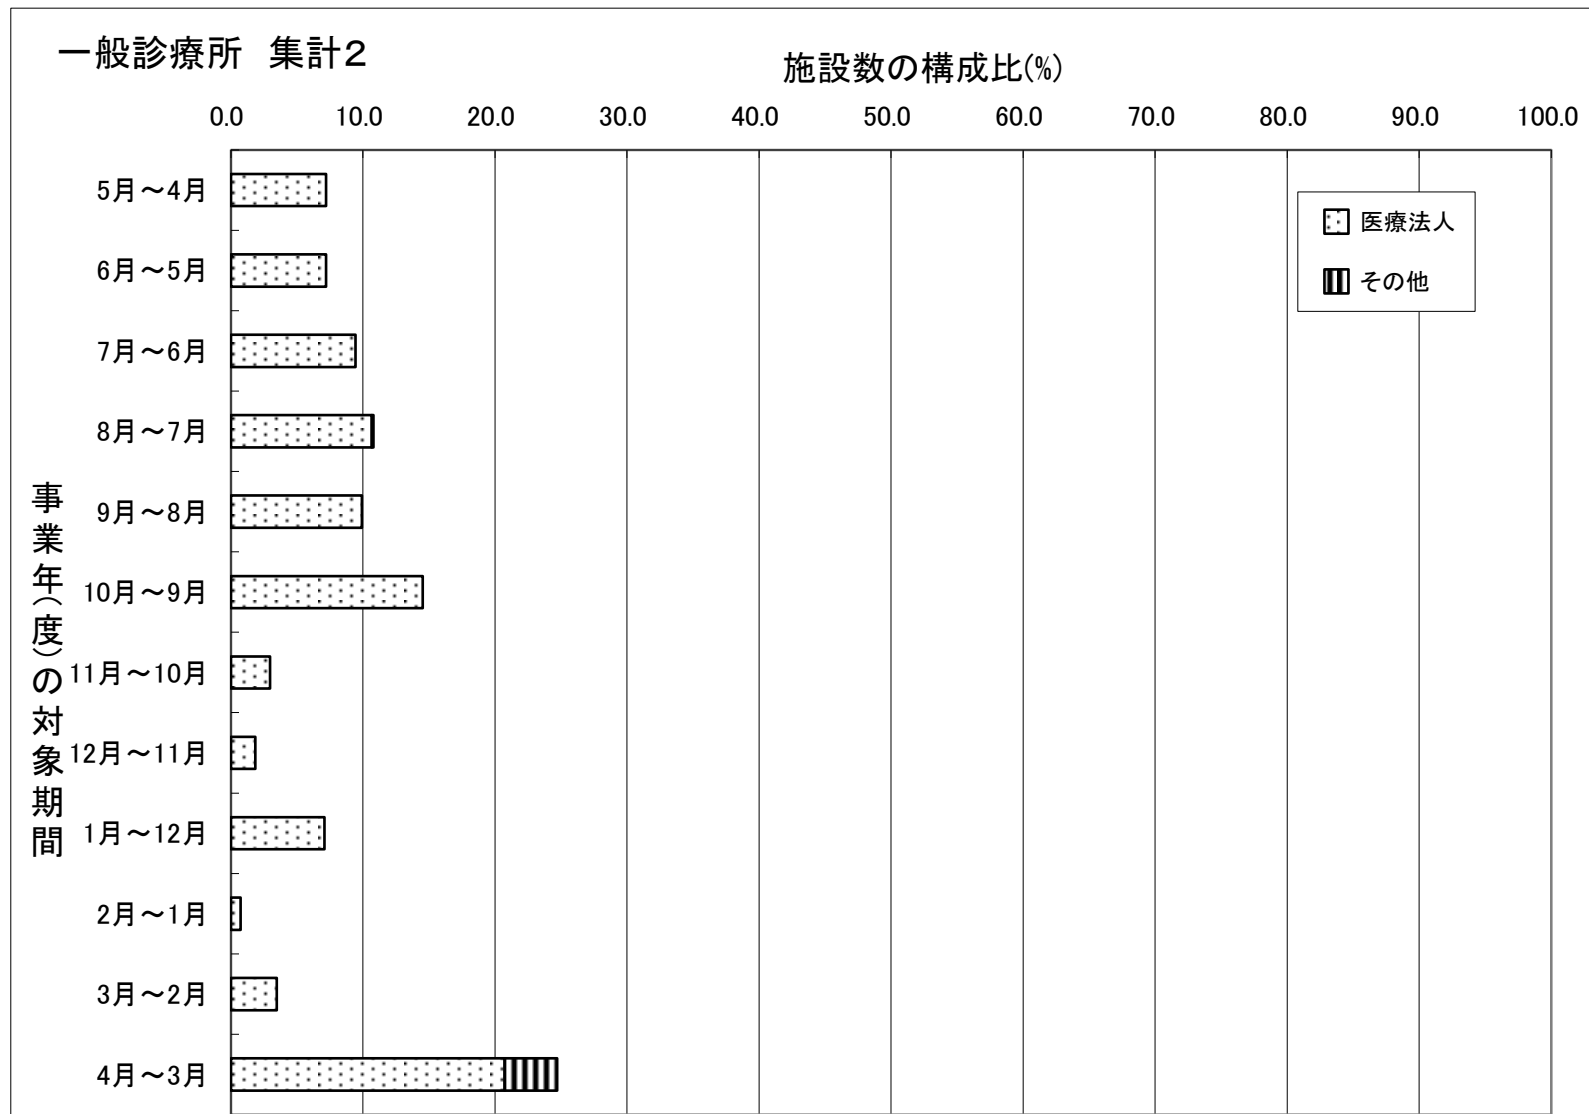 一般診療所 集計2
施設数の構成比(%)
0.0 10.0 20.0 30.0 40.0 50.0 60.0 70.0 80.0 90.0 100.0
医療法人
その他
事業年(度)の対象期間
5月～4月
6月～5月
7月～6月
8月～7月
9月～8月
10月～9月
11月～10月
12月～11月
1月～12月
2月～1月
3月～2月
4月～3月